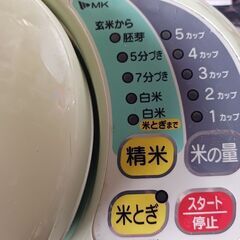 MK
玄米から
胚芽
5分づき
7分づき
白米
白米
米とぎまで
5カップ
4カップ
3カップ
2カップ
1カップ
精米
米の量
米とぎ
スタート
/停止